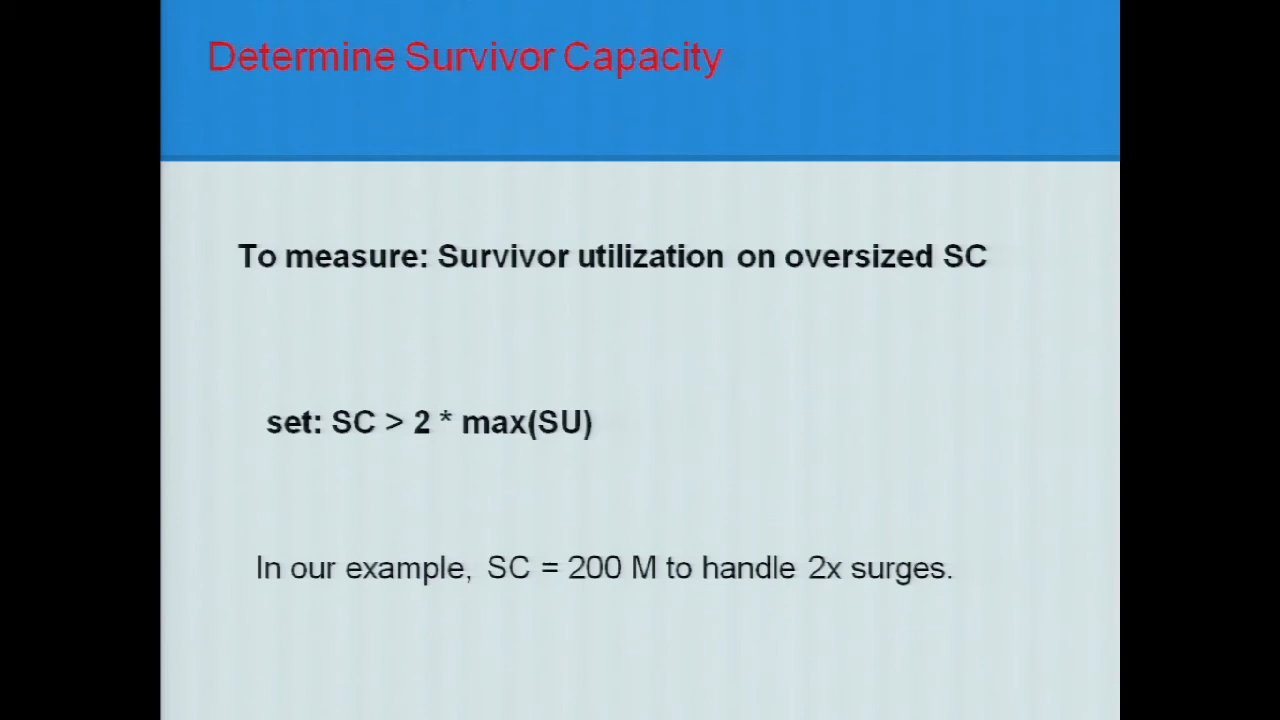 Determine Survivor Capacity
To measure: Survivor utilization on oversized SC
set: SC > 2 * max(SU)
In our example, SC = 200 M to handle 2x surges.